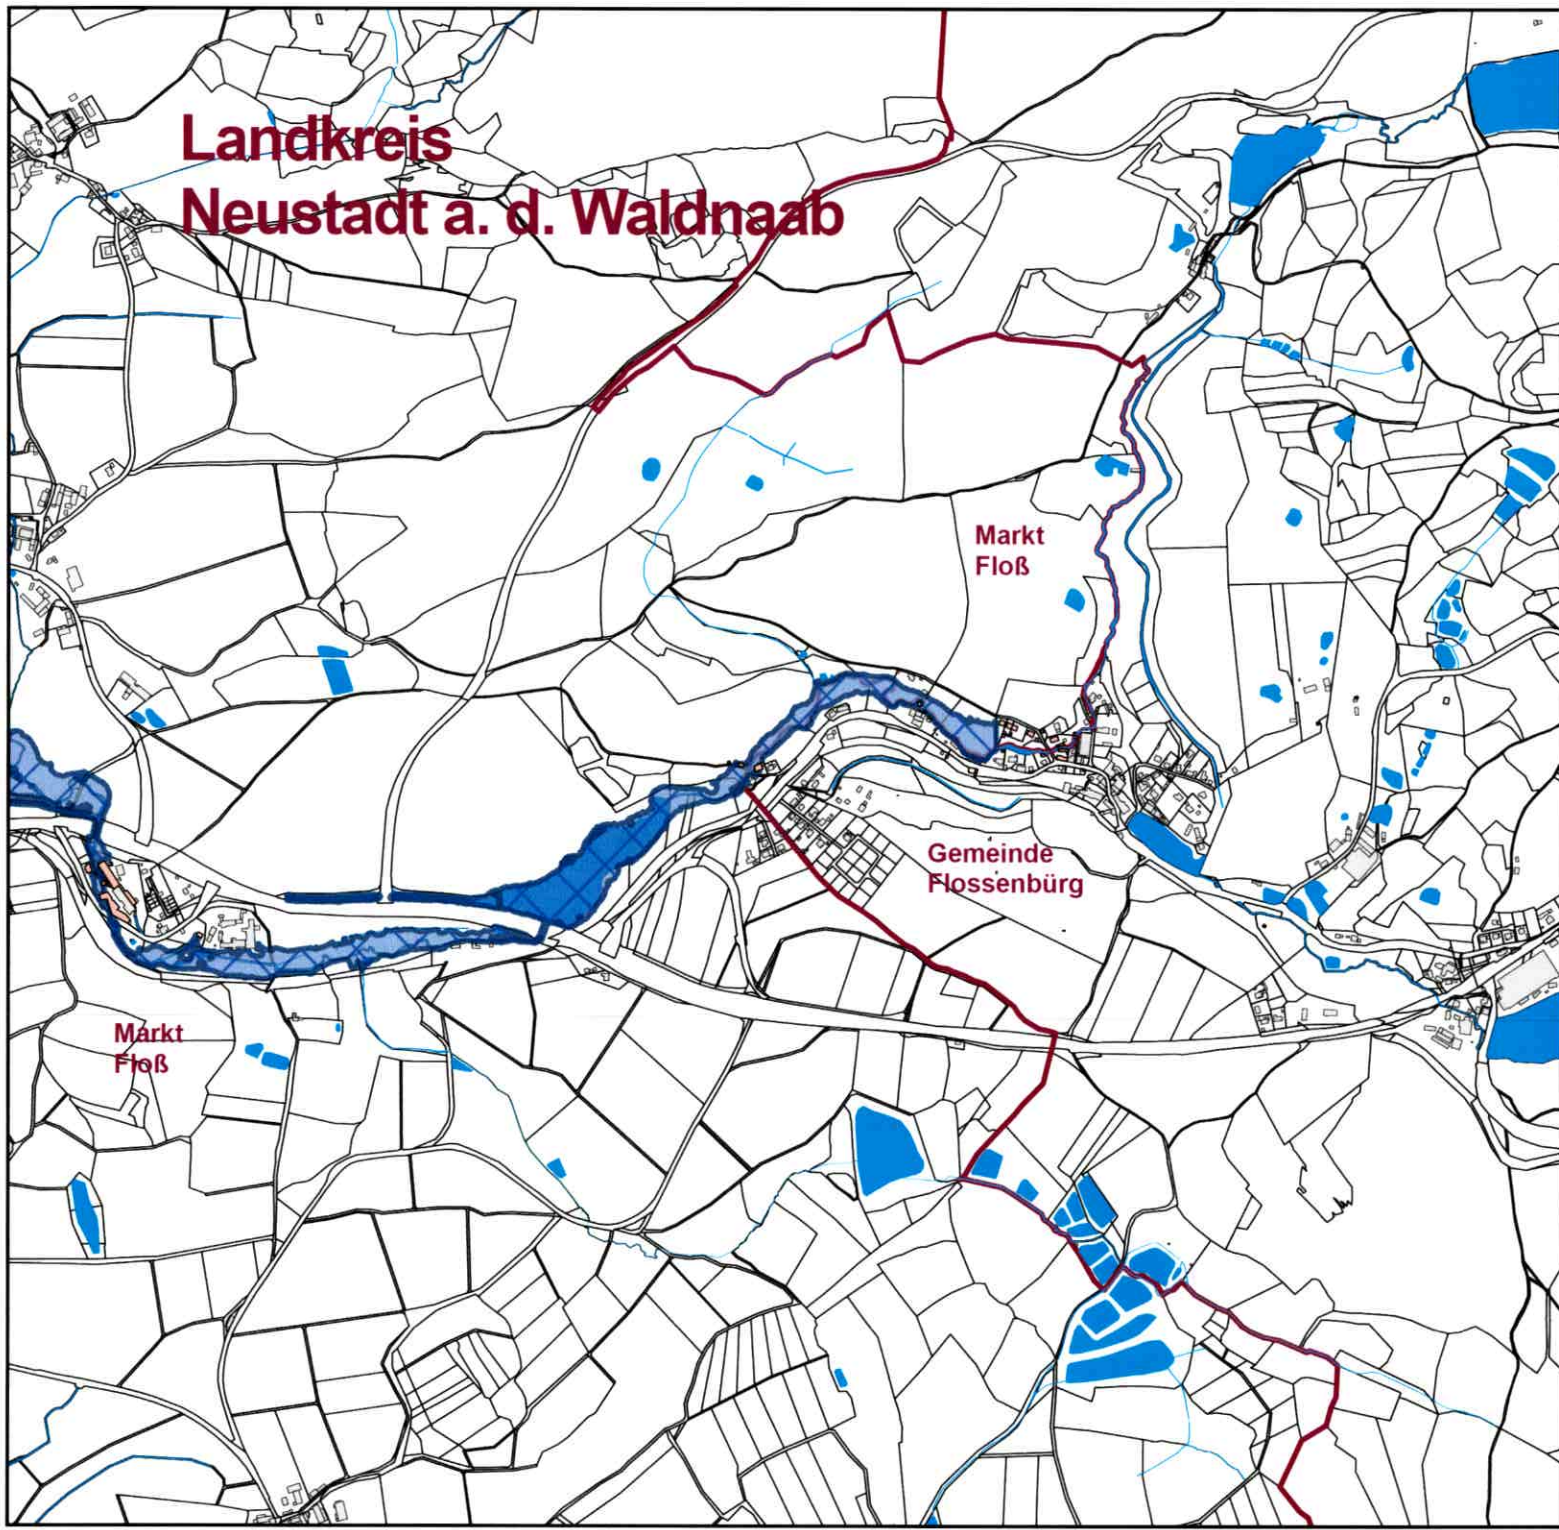 Landkreis
Neustadt a. d. Waldnaab
Markt
Floß
Gemeinde
Flossenbürg
Markt
Floß